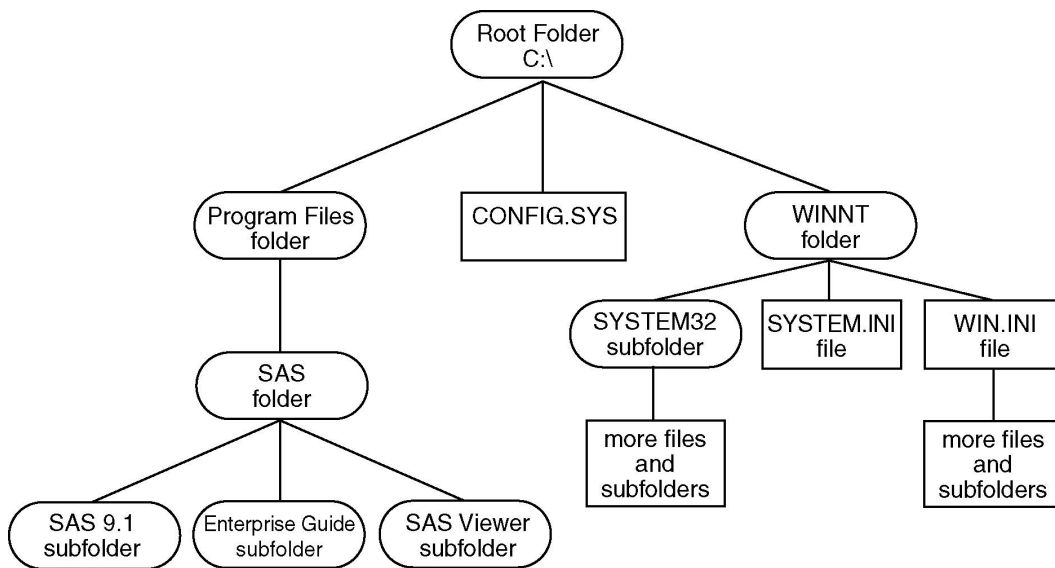 Root Folder
C:\
Program Files
folder
CONFIG.SYS
WINNT
folder
SYSTEM32
subfolder
SYSTEM.INI
file
WIN.INI
file
SAS
folder
more files
and
subfolders
more files
and
subfolders
SAS 9.1
subfolder
Enterprise Guide
subfolder
SAS Viewer
subfolder